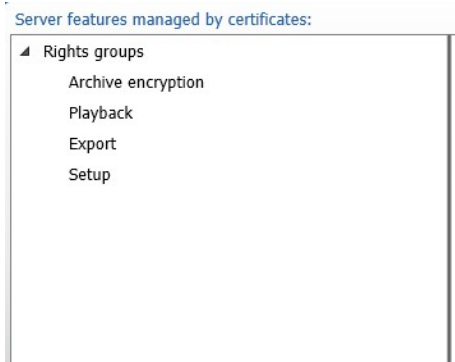 Server features managed by certificates:
Rights groups
Archive encryption
Playback
Export
Setup